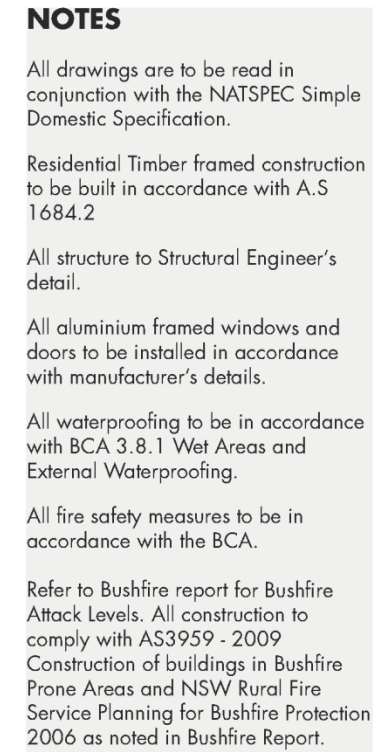 NOTES
All drawings are to be read in
conjunction with the NATSPEC Simple
Domestic Specification.
Residential Timber framed construction
to be built in accordance with A.S
1684.2
All structure to Structural Engineer's
detail.
All aluminium framed windows and
doors to be installed in accordance
with manufacturer's details.
All waterproofing to be in accordance
with BCA 3.8.1 Wet Areas and
External Waterproofing.
All fire safety measures to be in
accordance with the BCA.
Refer to Bushfire report for Bushfire
Attack Levels. All construction to
comply with AS3959 - 2009
Construction of buildings in Bushfire
Prone Areas and NSW Rural Fire
Service Planning for Bushfire Protection
2006 as noted in Bushfire Report.